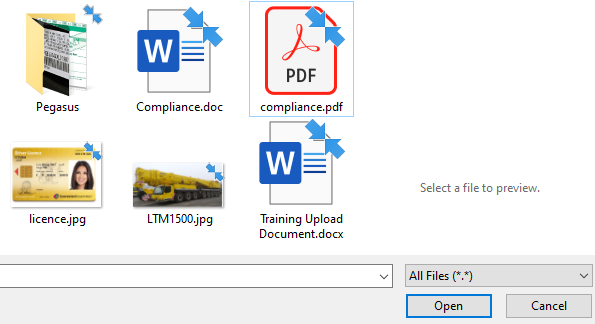 W
PDF
Pegasus
Compliance.doc
compliance.pdf
W
Select a file to preview.
licence.jpg
LTM1500.jpg
Training Upload
Document.docx
All Files (*.*)
Open
Cancel